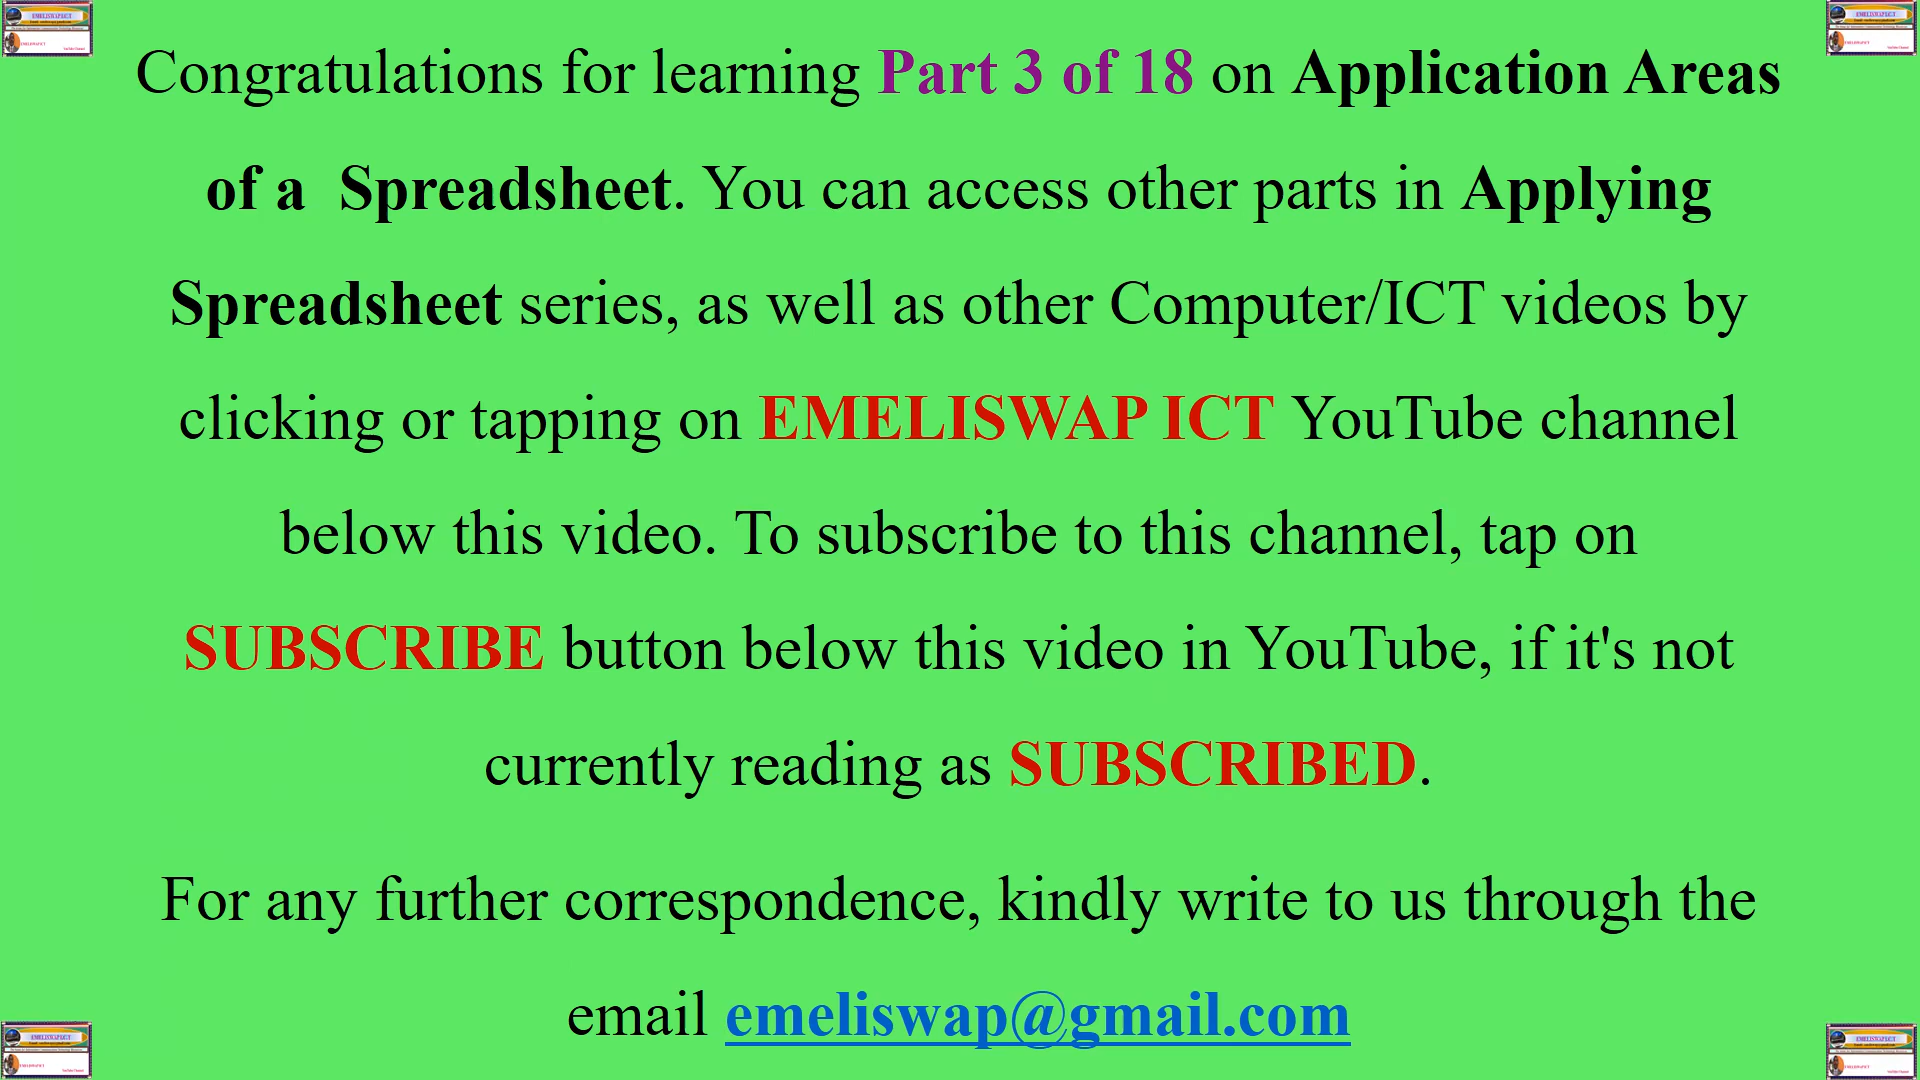 Congratulations for learning Part 3 of 18 on Application Areas
of a  Spreadsheet. You can access other parts in Applying
Spreadsheet series, as well as other Computer/ICT videos by
clicking or tapping on EMELISWAP ICT YouTube channel
below this video. To subscribe to this channel, tap on
SUBSCRIBE button below this video in YouTube, if it's not
currently reading as SUBSCRIBED.
For any further correspondence, kindly write to us through the
email emeliswap@gmail.com